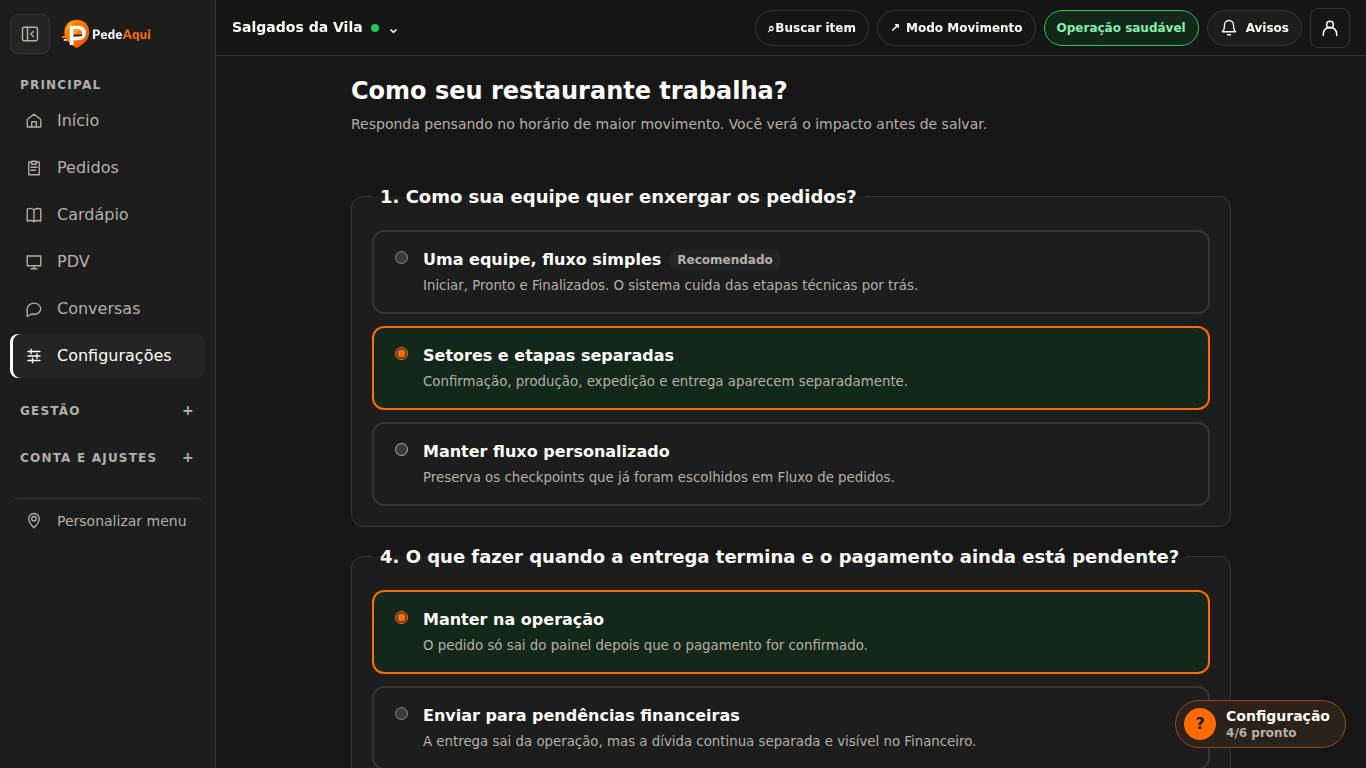 PedeAqui
PRINCIPAL
Início
Pedidos
Cardápio
PDV
Conversas
Configurações
GESTÃO +
CONTA E AJUSTES +
Personalizar menu
Salgados da Vila
Buscar item
Modo Movimento
Operação saudável
Avisos
Como seu restaurante trabalha?
Responda pensando no horário de maior movimento. Você verá o impacto antes de salvar.
1. Como sua equipe quer enxergar os pedidos?
Uma equipe, fluxo simples Recomendado
Iniciar, Pronto e Finalizados. O sistema cuida das etapas técnicas por trás.
Setores e etapas separadas
Confirmação, produção, expedição e entrega aparecem separadamente.
Manter fluxo personalizado
Preserva os checkpoints que já foram escolhidos em Fluxo de pedidos.
4. O que fazer quando a entrega termina e o pagamento ainda está pendente?
Manter na operação
O pedido só sai do painel depois que o pagamento for confirmado.
Enviar para pendências financeiras
A entrega sai da operação, mas a dívida continua separada e visível no Financeiro.
?
Configuração
4/6 pronto